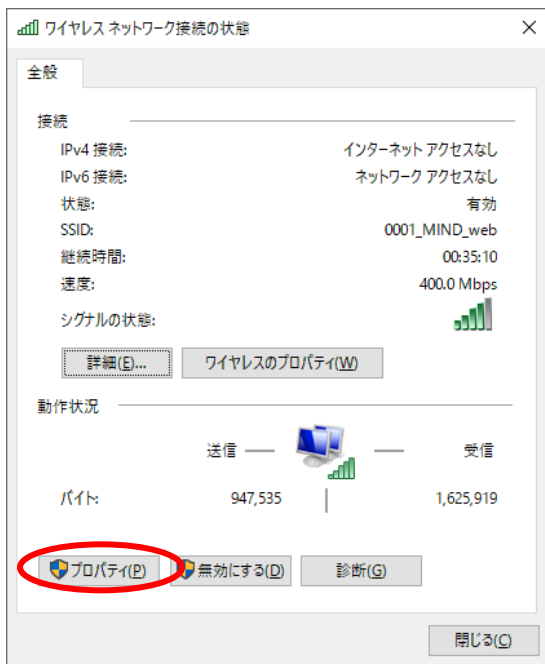 ワイヤレス ネットワーク接続の状態
全般
接続
IPv4 接続: インターネット アクセスなし
IPv6 接続: ネットワーク アクセスなし
状態: 有効
SSID: 0001_MIND_web
継続時間: 00:35:10
速度: 400.0 Mbps
シグナルの状態:
詳細(E)... ワイヤレスのプロパティ(W)
動作状況
送信 受信
バイト: 947,535 1,625,919
プロパティ(P) 無効にする(D) 診断(G)
閉じる(C)